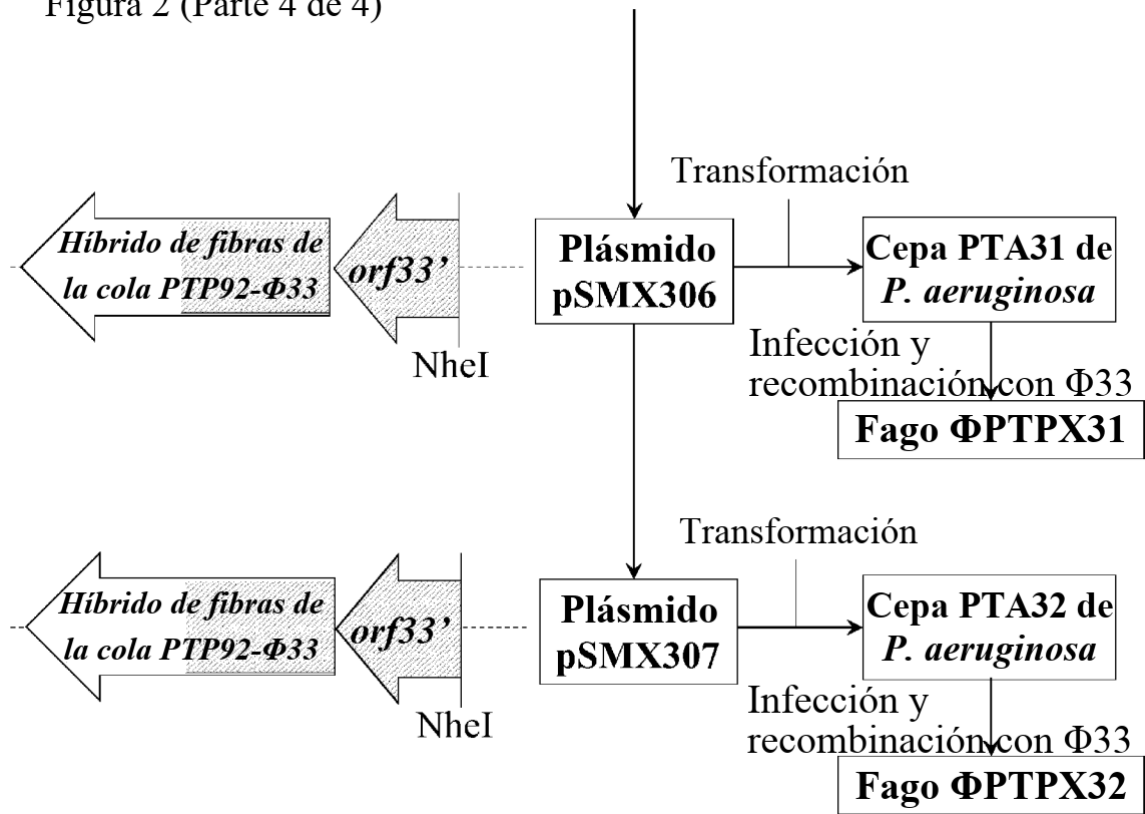 Figura 2 (Parte 4 de 4)
Transformación
Híbrido de fibras de
la cola PTP92-Φ33
orf33’
NheI
Plásmido
pSMX306
Cepa PTA31 de
P. aeruginosa
Infección y
recombinación con Φ33
Fago ΦPTPX31
Transformación
Híbrido de fibras de
la cola PTP92-Φ33
orf33’
NheI
Plásmido
pSMX307
Cepa PTA32 de
P. aeruginosa
Infección y
recombinación con Φ33
Fago ΦPTPX32